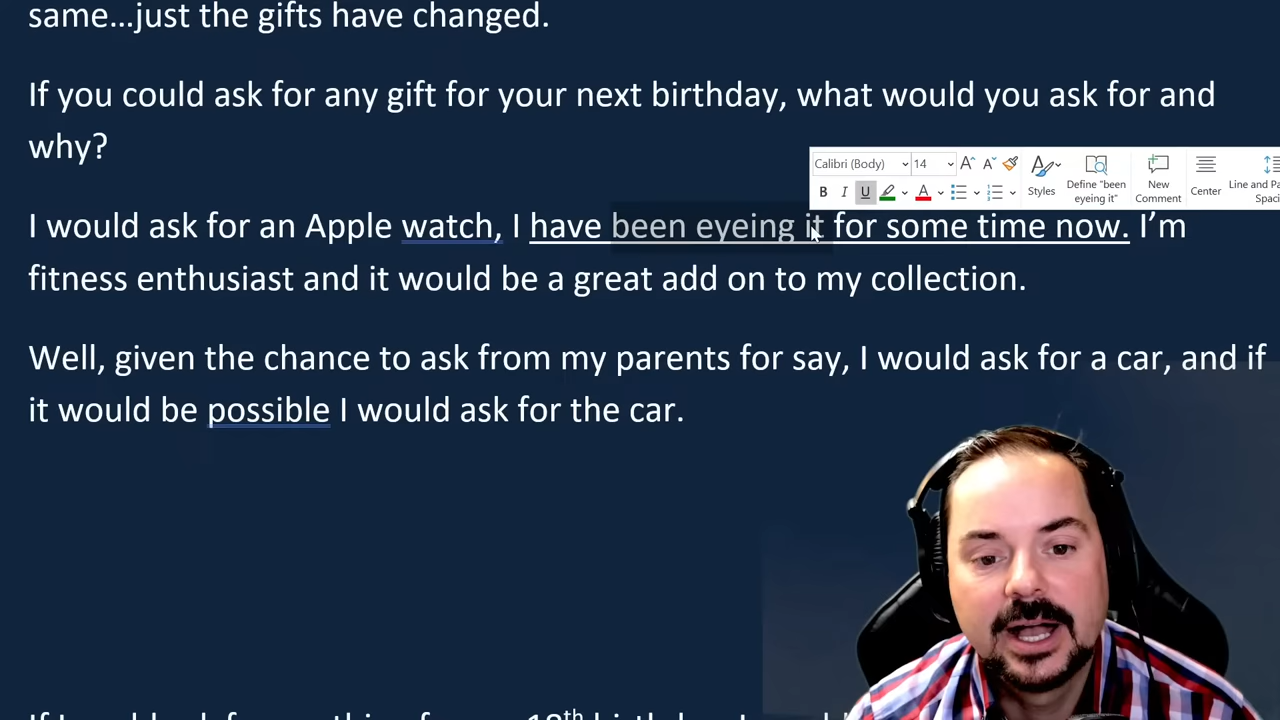 same…just the gifts have changed.
If you could ask for any gift for your next birthday, what would you ask for and
why?
Calibri (Body) 14 A A
B I U A
Styles
Define "been
eyeing it"
New
Comment
Center
Line and Pa
Spaci
I would ask for an Apple watch, I have been eyeing it for some time now. I’m
fitness enthusiast and it would be a great add on to my collection.
Well, given the chance to ask from my parents for say, I would ask for a car, and if
it would be possible I would ask for the car.